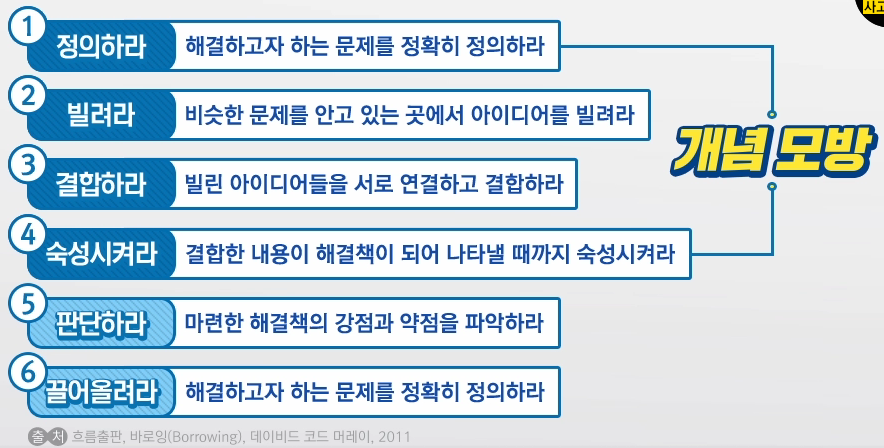 1
정의하라 해결하고자 하는 문제를 정확히 정의하라
2
빌려라 비슷한 문제를 안고 있는 곳에서 아이디어를 빌려라
3
결합하라 빌린 아이디어들을 서로 연결하고 결합하라
4
숙성시켜라 결합한 내용이 해결책이 되어 나타낼 때까지 숙성시켜라
5
판단하라 마련한 해결책의 강점과 약점을 파악하라
6
끌어올려라 해결하고자 하는 문제를 정확히 정의하라
개념 모방
출처 흐름출판, 바로잉(Borrowing), 데이비드 코드 머레이, 2011